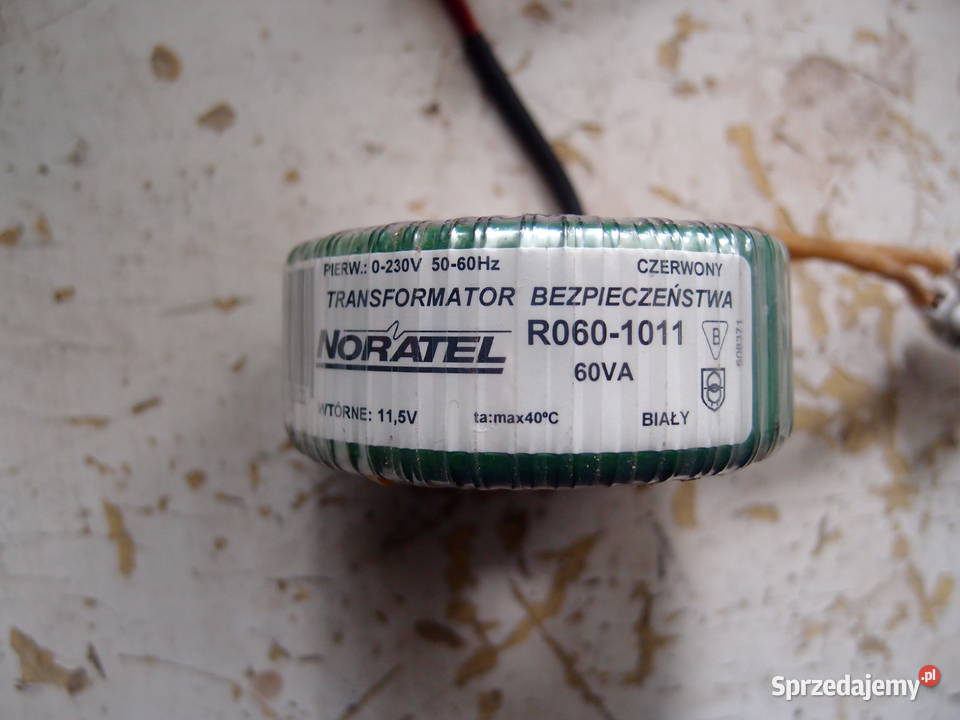 PIERW.: 0-230V 50-60Hz CZERWONY
TRANSFORMATOR BEZPIECZEŃSTWA
NORATEL R060-1011 B
60VA
608371
WTÓRNE: 11,5V ta:max40ºC BIAŁY
Sprzedajemy.pl